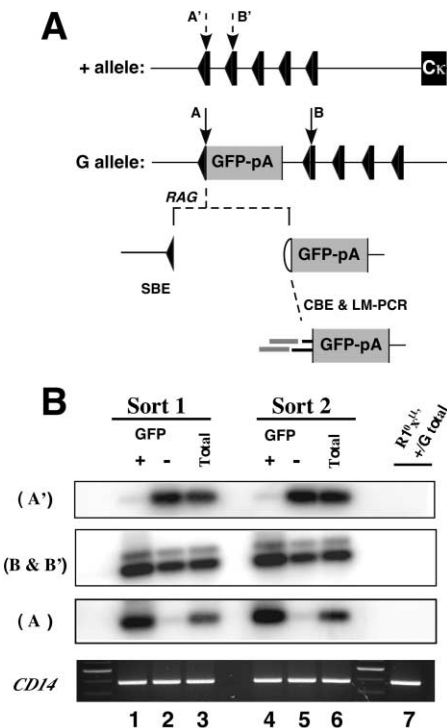 A
A' B'
+ allele: Cκ
A B
G allele: GFP-pA
RAG
SBE GFP-pA
CBE & LM-PCR
GFP-pA
B
Sort 1 Sort 2
GFP GFP
+ - Total + - Total
(A')
(B & B')
(A)
CD14
1 2 3 4 5 6 7